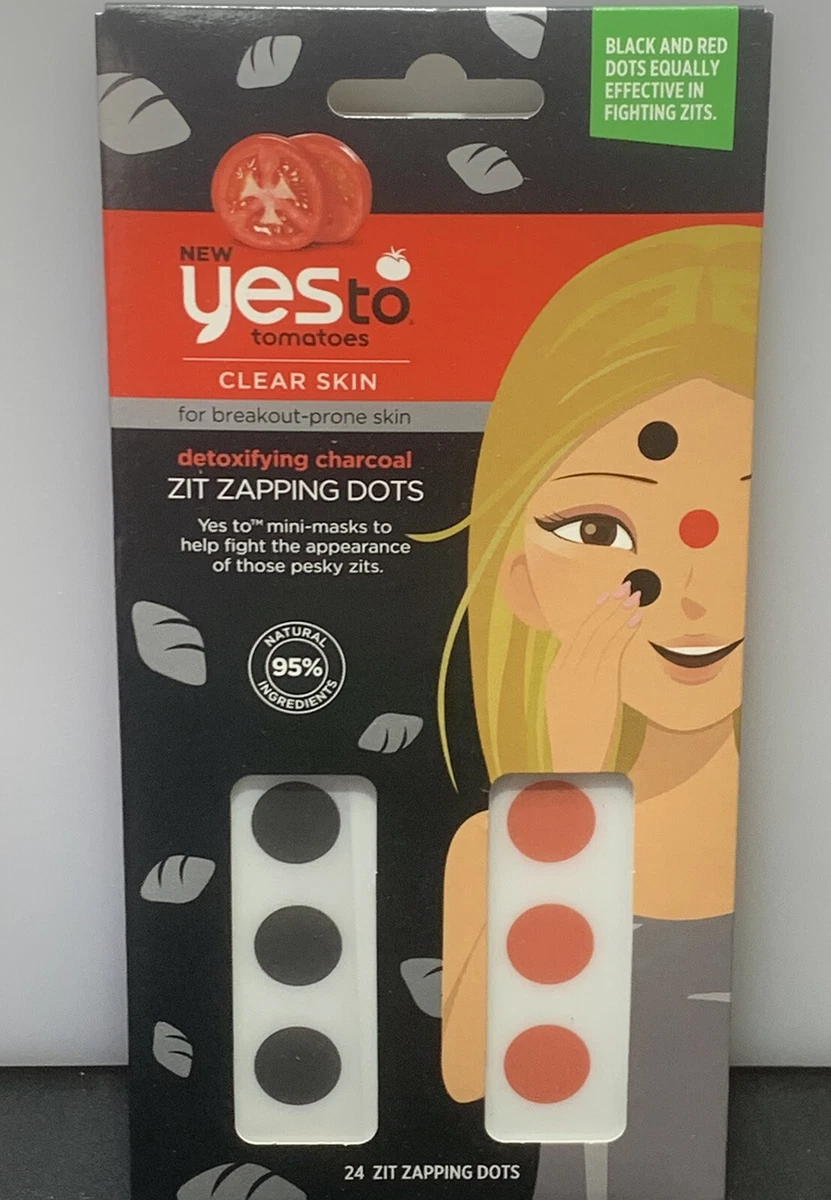 BLACK AND RED
DOTS EQUALLY
EFFECTIVE IN
FIGHTING ZITS.
NEW
yes to
tomatoes
CLEAR SKIN
for breakout-prone skin
detoxifying charcoal
ZIT ZAPPING DOTS
Yes to™ mini-masks to
help fight the appearance
of those pesky zits.
NATURAL
95%
INGREDIENTS
24 ZIT ZAPPING DOTS